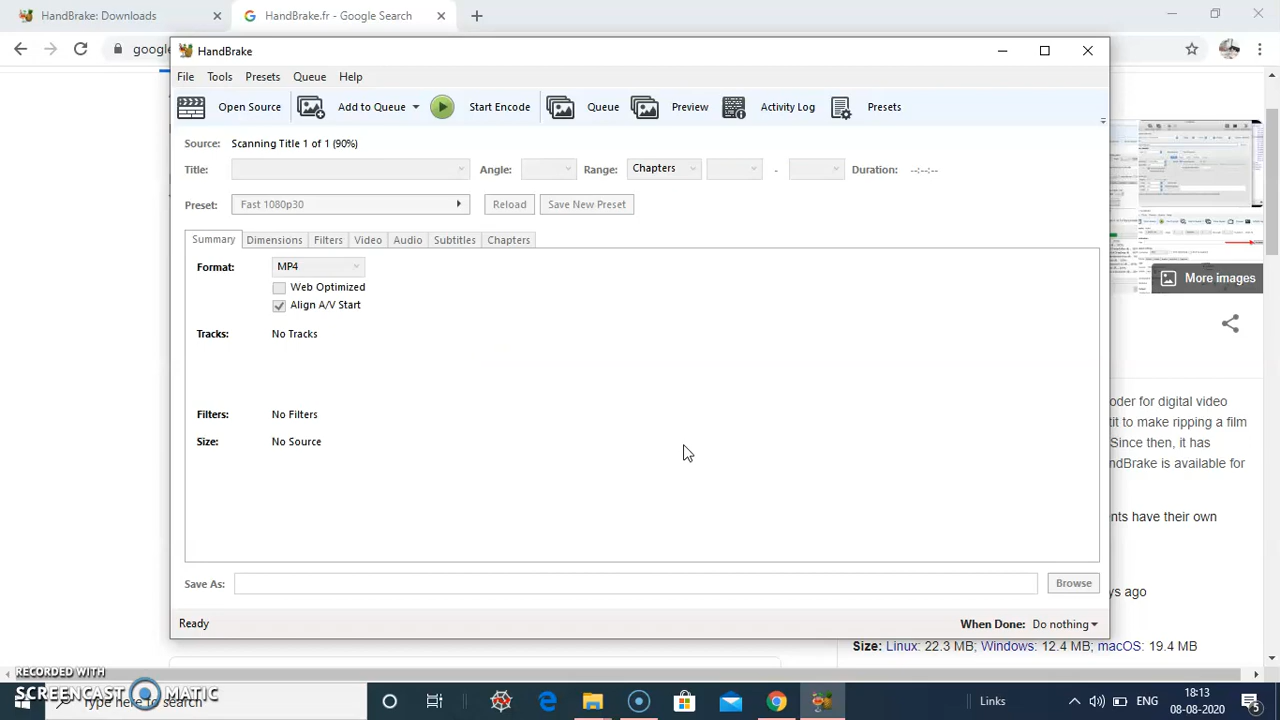 HandBrake: Downloads
HandBrake.fr - Google Search
google
HandBrake
File Tools Presets Queue Help
Open Source Add to Queue Start Encode Queue Preview Activity Log Presets
Source: Scanning Title 1 of 1 (90%)
Title: Angle: Range: Chapters - Duration: --:--:--
Preset: Fast 1080p30 Reload Save New Preset
Summary Dimensions Filters Video Audio Subtitles Chapters
Format: MP4
Web Optimized
Align A/V Start
Tracks: No Tracks
Filters: No Filters
Size: No Source
Save As: Browse
Ready When Done: Do nothing
More images
oder for digital video
tit to make ripping a film
Since then, it has
ndBrake is available for
nts have their own
ys ago
Size: Linux: 22.3 MB; Windows: 12.4 MB; macOS: 19.4 MB
RECORDED WITH
SCREENCAST MATIC
Type here to search
Links
ENG
18:13
08-08-2020
5